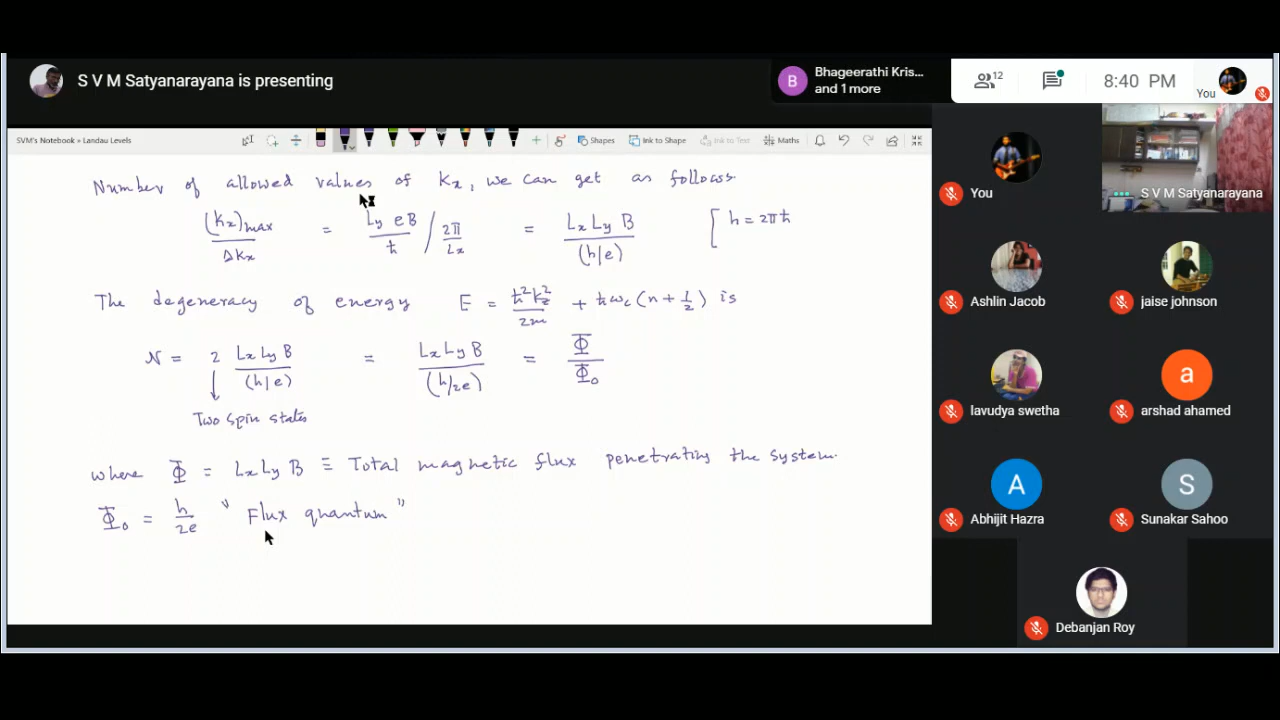 S V M Satyanarayana is presenting
Bhageerathi Kris...
and 1 more
B
12
8:40 PM
You
SVM's Notebook » Landau Levels
Shapes
Ink to Shape
Ink to Text
Maths
Number of allowed values of kx, we can get as follows
(kx)max / Δkx = Ly eB / ħ / 2π / Lx = Lx Ly B / (h/e) [ h = 2πħ
The degeneracy of energy E = ħ²kz² / 2m + ħωc (n + 1/2) is
N = 2 Lx Ly B / (h/e) = Lx Ly B / (h/2e) = Φ / Φ0
Two spin states
where Φ = Lx Ly B ≡ Total magnetic flux penetrating the system.
Φ0 = h / 2e " Flux quantum "
You
S V M Satyanarayana
Ashlin Jacob
jaise johnson
lavudya swetha
a
arshad ahamed
A
Abhijit Hazra
S
Sunakar Sahoo
Debanjan Roy